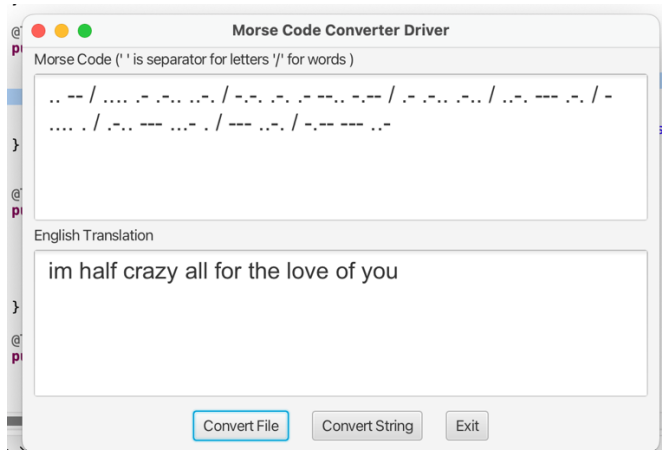 Morse Code Converter Driver
Morse Code (' ' is separator for letters '/' for words )
.. -- / .... .- .-.. ..-. / -.-. .-. .- --.. -.-- / .- .-.. .-.. / ..-. --- .-. / -
.... . / .-.. --- ...- . / --- ..-. / -.-- --- ..-
English Translation
im half crazy all for the love of you
Convert File
Convert String
Exit